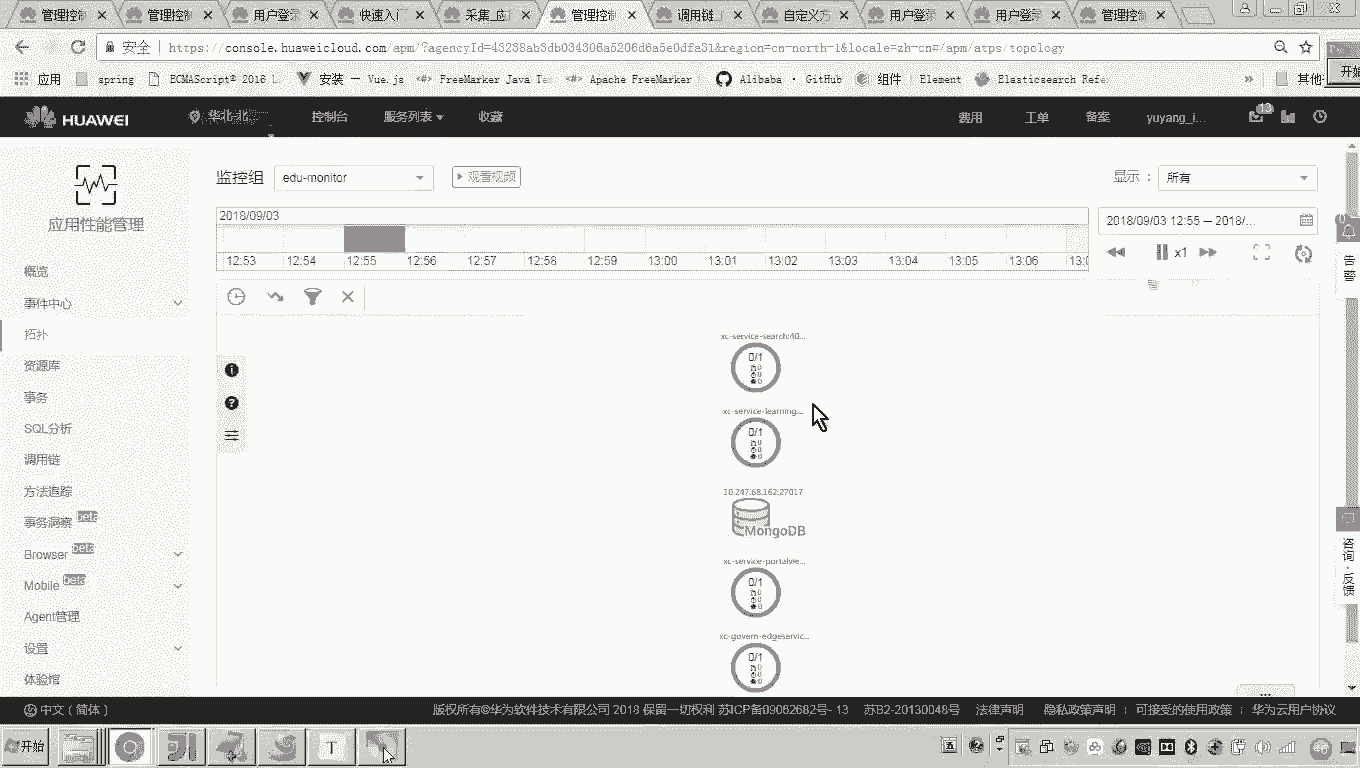 管理控制
管理控制
用户登录
快速入门
采集_应
管理控制
调用链_
自定义方
用户登录
用户登录
管理控制
安全 https://console.huaweicloud.com/apm/?agencyId=43238ab3db034306a5206d6a5e0dfa31&region=cn-north-1&locale=zh-cn#/apm/atps/topology
应用
spring
ECMAScript® 2016 L
安装 — Vue.js
FreeMarker Java Te
Apache FreeMarker
Alibaba · GitHub
组件 | Element
Elasticsearch Refe
»
其他
开始
HUAWEI
华北-北
控制台
服务列表
收藏
费用
工单
备案
yuyang_i...
13
应用性能管理
监控组
edu-monitor
观看视频
显示 :
所有
2018/09/03
2018/09/03 12:55 — 2018/...
12:53
12:54
12:55
12:56
12:57
12:58
12:59
13:00
13:01
13:02
13:03
13:04
13:05
13:06
13:0
x1
概览
事件中心
拓扑
资源库
事务
SQL分析
调用链
方法追踪
事务洞察 beta
Browser beta
Mobile beta
Agent管理
设置
体验馆
xc-service-search:40...
0/1
0
0
0
xc-service-learning...
0/1
0
0
0
10.247.68.162:27017
MongoDB
xc-service-portalvie...
0/1
0
0
0
xc-govern-edgeservic...
0/1
0
0
0
0
告警
咨询·反馈
中文 ( 简体 )
版权所有©华为软件技术有限公司 2018 保留一切权利 苏ICP备09062682号- 13
苏B2-20130048号
法律声明
隐私政策声明
可接受的使用政策
华为云用户协议
开始
T